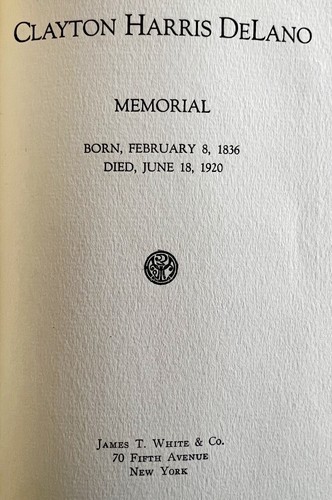 CLAYTON HARRIS DELANO
MEMORIAL
BORN, FEBRUARY 8, 1836
DIED, JUNE 18, 1920
JAMES T. WHITE & CO.
70 FIFTH AVENUE
NEW YORK